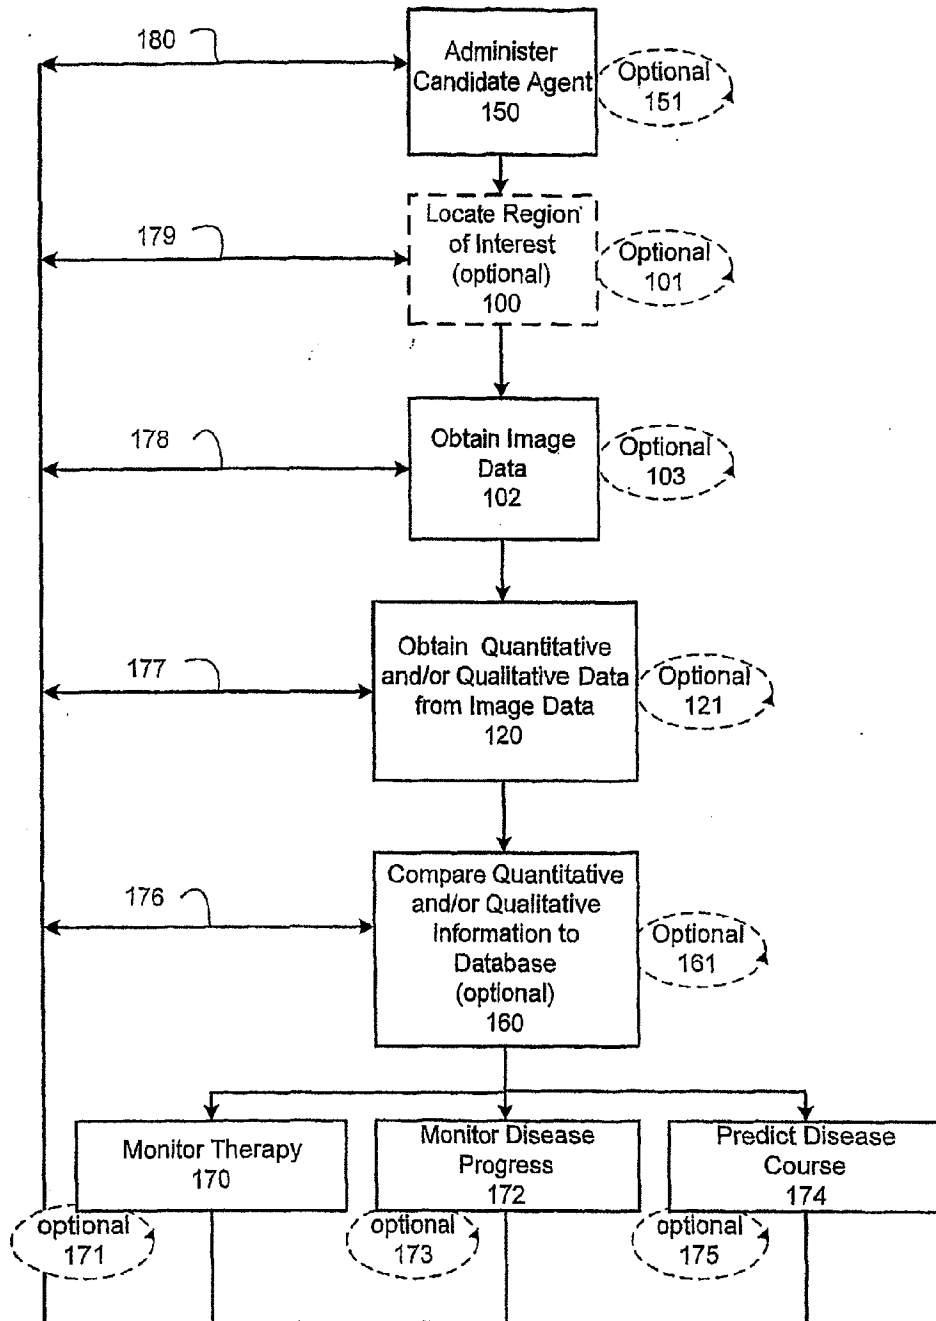 180
Administer
Candidate Agent
150
Optional
151
179
Locate Region
of Interest
(optional)
100
Optional
101
178
Obtain Image
Data
102
Optional
103
177
Obtain Quantitative
and/or Qualitative Data
from Image Data
120
Optional
121
176
Compare Quantitative
and/or Qualitative
Information to
Database
(optional)
160
Optional
161
Monitor Therapy
170
Monitor Disease
Progress
172
Predict Disease
Course
174
optional
171
optional
173
optional
175